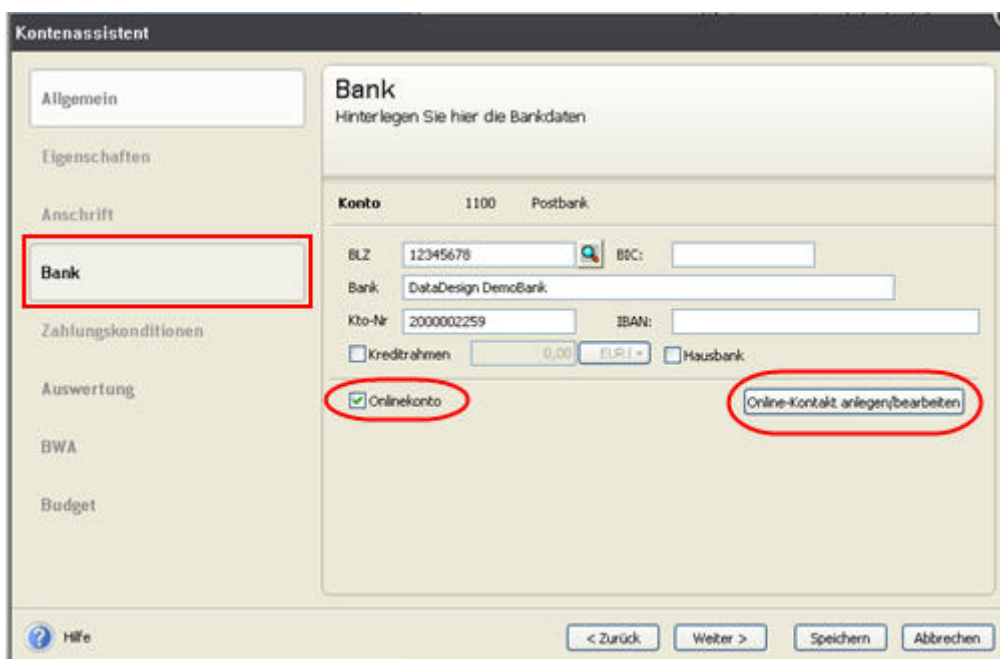 Kontenassistent
Allgemein
Eigenschaften
Anschrift
Bank
Zahlungskonditionen
Auswertung
BWA
Budget
Bank
Hinterlegen Sie hier die Bankdaten
Konto 1100 Postbank
BLZ 12345678 BIC:
Bank DataDesign DemoBank
Kto-Nr 2000002259 IBAN:
Kreditrahmen 0,00 EUR Hausbank
Onlinekonto Online-Kontakt anlegen/bearbeiten
Hilfe < Zurück Weiter > Speichern Abbrechen